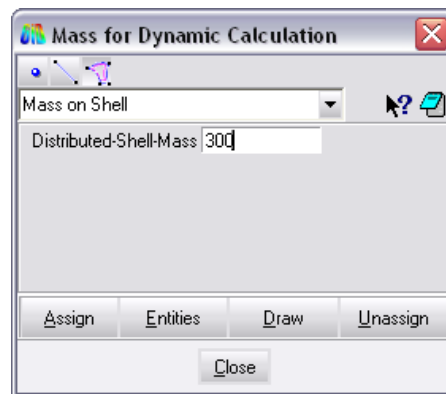 Mass for Dynamic Calculation
Mass on Shell
Distributed-Shell-Mass 300
Assign Entities Draw Unassign
Close